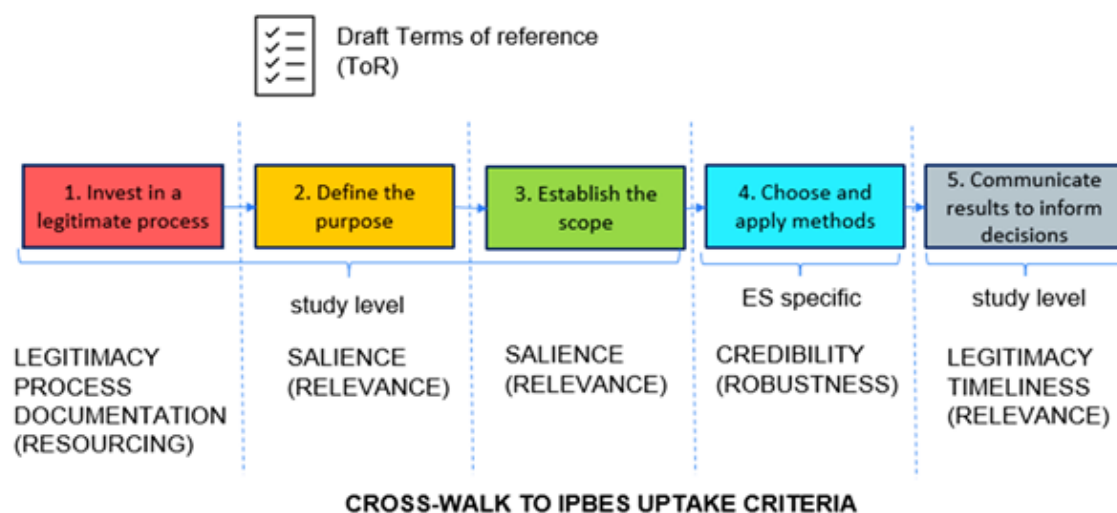 Draft Terms of reference
(ToR)
1. Invest in a
legitimate process
2. Define the
purpose
3. Establish the
scope
4. Choose and
apply methods
5. Communicate
results to inform
decisions
study level
ES specific
study level
LEGITIMACY
PROCESS
DOCUMENTATION
(RESOURCING)
SALIENCE
(RELEVANCE)
SALIENCE
(RELEVANCE)
CREDIBILITY
(ROBUSTNESS)
LEGITIMACY
TIMELINESS
(RELEVANCE)
CROSS-WALK TO IPBES UPTAKE CRITERIA